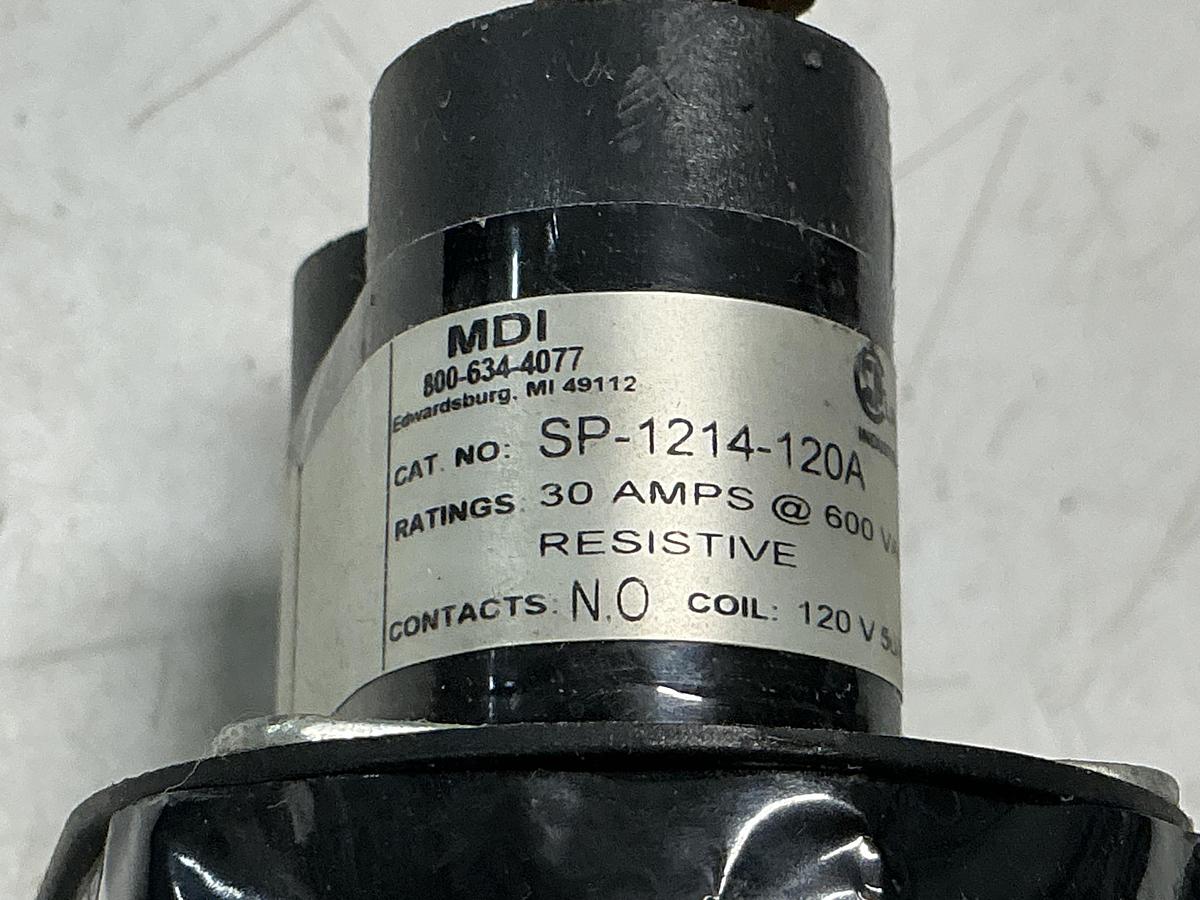 MDI
800-634-4077
Edwardsburg, MI 49112
CAT. NO: SP-1214-120A
RATINGS: 30 AMPS @ 600
RESISTIVE
CONTACTS: N.O. COIL: 120 V